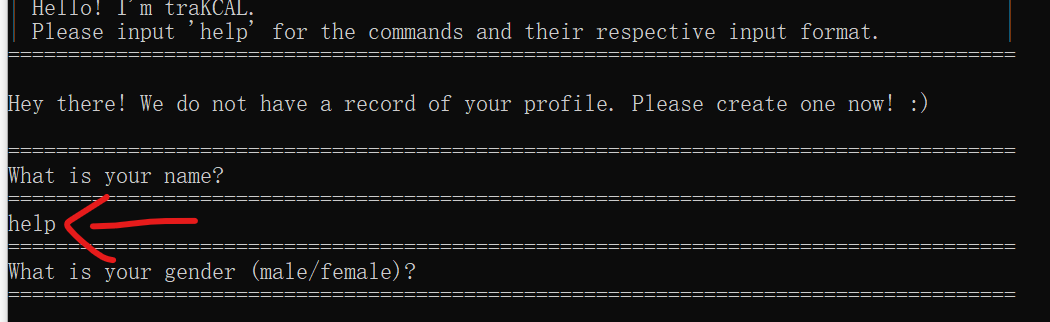 | Hello! I'm traKCAL. |
| Please input 'help' for the commands and their respective input format. |
====================================================================================
Hey there! We do not have a record of your profile. Please create one now! :)
====================================================================================
What is your name?
====================================================================================
help
====================================================================================
What is your gender (male/female)?
====================================================================================